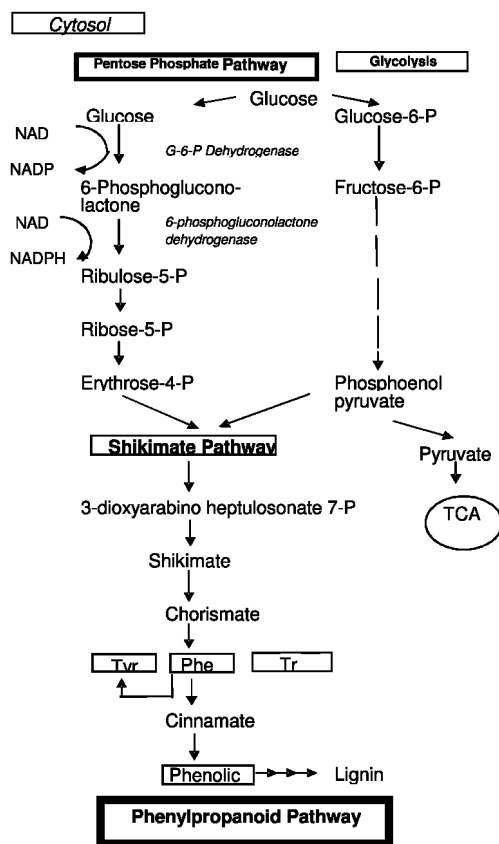 Cytosol
Pentose Phosphate Pathway
Glycolysis
Glucose
Glucose
Glucose-6-P
NAD
G-6-P Dehydrogenase
NADP
6-Phosphoglucono-
lactone
Fructose-6-P
NAD
6-phosphogluconolactone
dehydrogenase
NADPH
Ribulose-5-P
Ribose-5-P
Erythrose-4-P
Phosphoenol
pyruvate
Shikimate Pathway
Pyruvate
3-dioxyarabino heptulosonate 7-P
TCA
Shikimate
Chorismate
Tyr
Phe
Tr
Cinnamate
Phenolic
Lignin
Phenylpropanoid Pathway